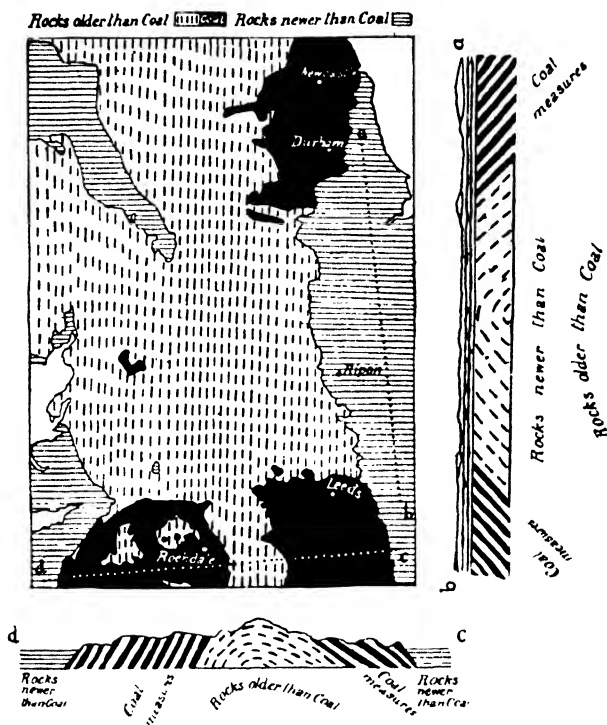 Rocks older than Coal Coal Rocks newer than Coal
Newcastle
a
Durham
Ripon
Leeds
b
Rochdale
d c
a
Coal
measures
Rocks newer than Coal
Rocks older than Coal
Coal
measures
b
d c
Rocks
newer
than Coal
Coal
measures
Rocks older than Coal
Coal
measures
Rocks
newer
than Coal